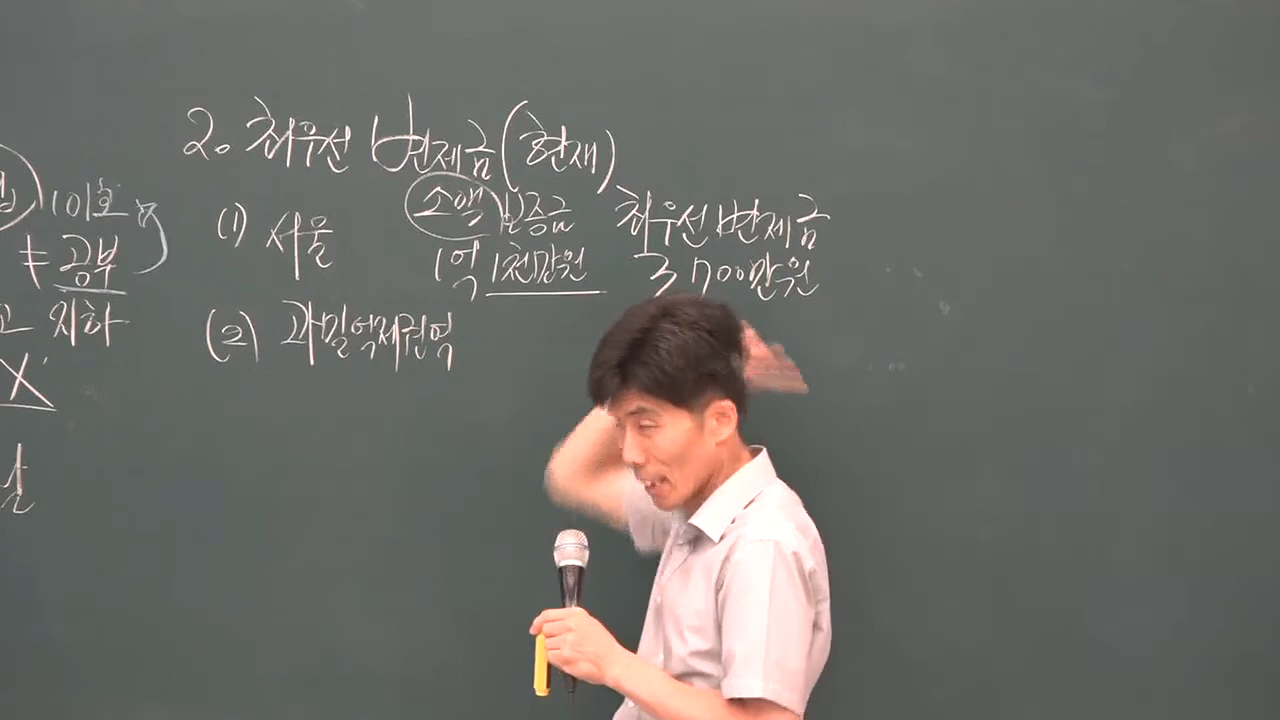 2. 최우선 변제금(현재)
(1) 서울
소액 보증금 최우선변제금
1억 1천만원 3700만원
(2) 과밀억제권역
101호
≠ 공부
지하
X